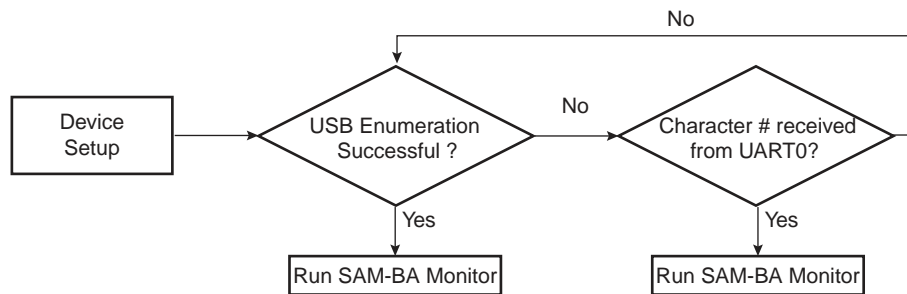 No
Device
Setup
USB Enumeration
Successful ?
No
Character # received
from UART0?
Yes
Yes
Run SAM-BA Monitor
Run SAM-BA Monitor